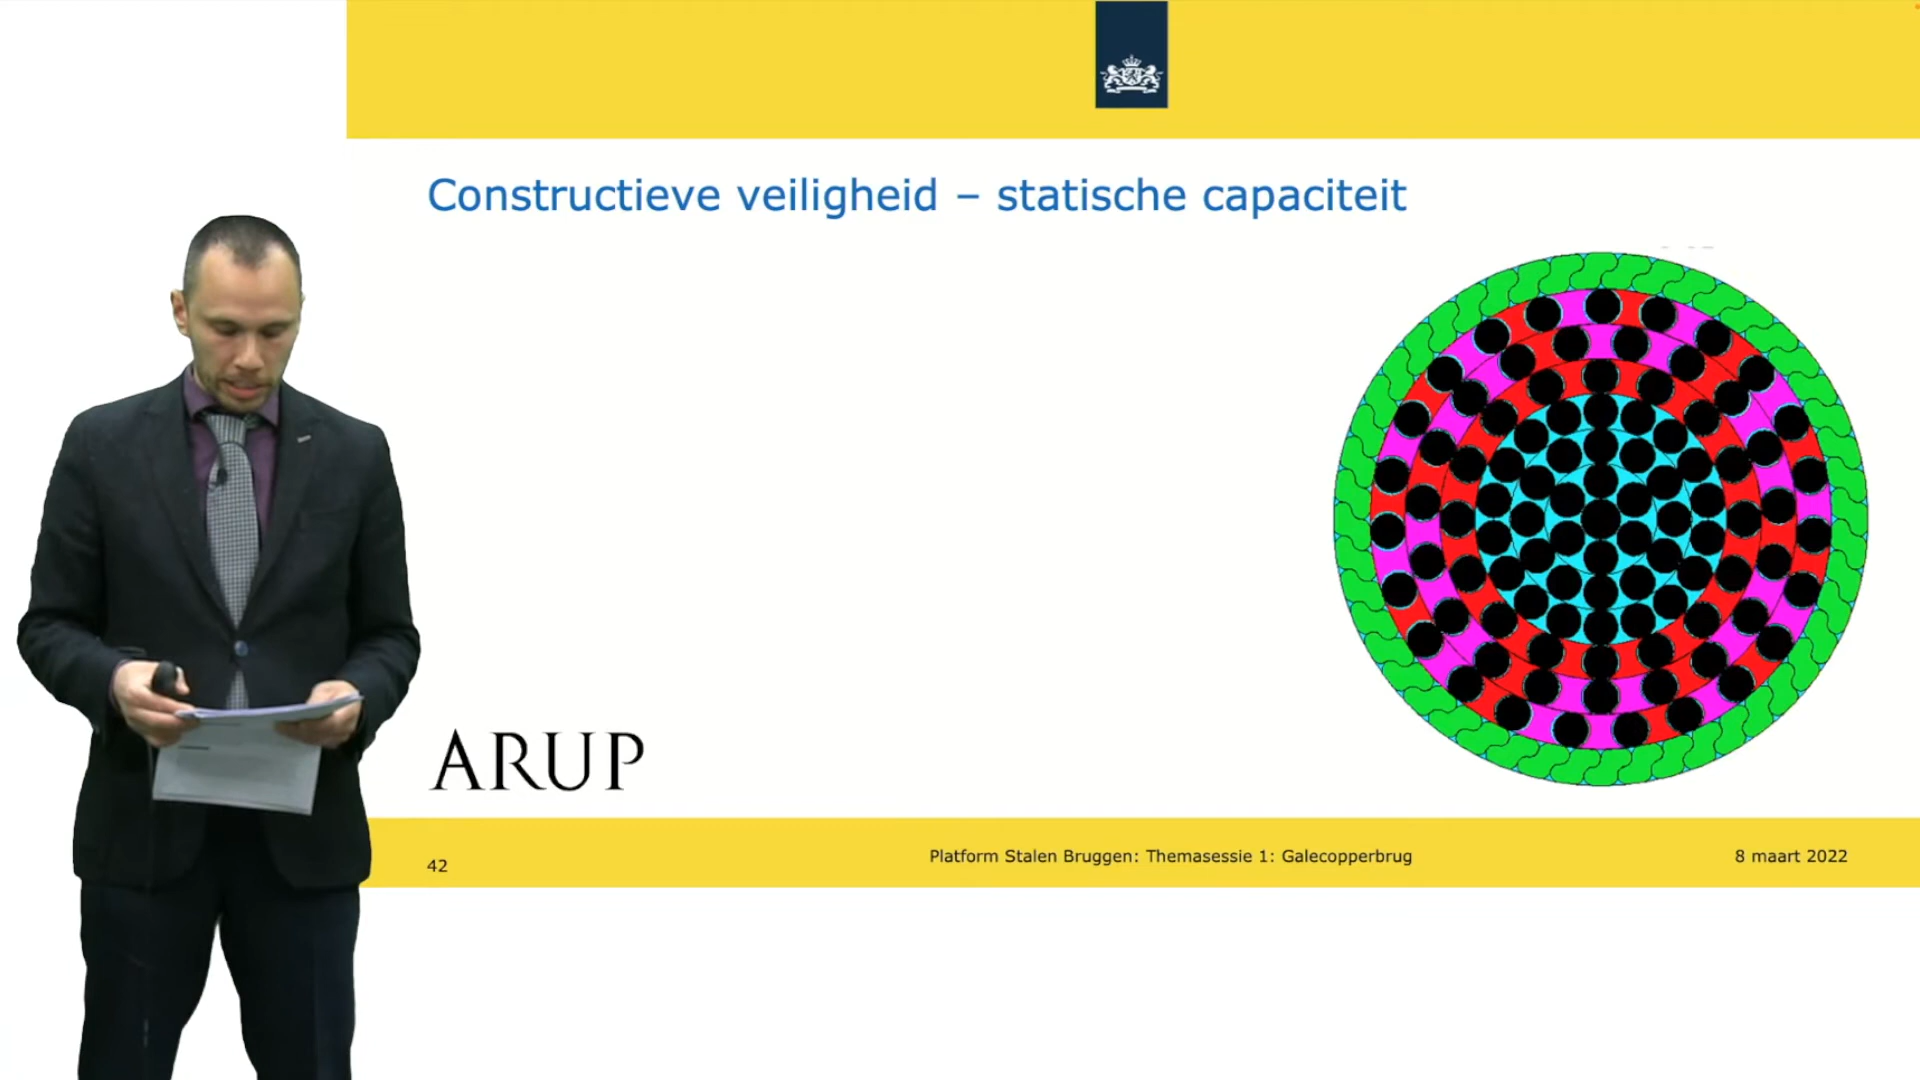 Constructieve veiligheid – statische capaciteit
ARUP
42
Platform Stalen Bruggen: Themasessie 1: Galecopperbrug
8 maart 2022